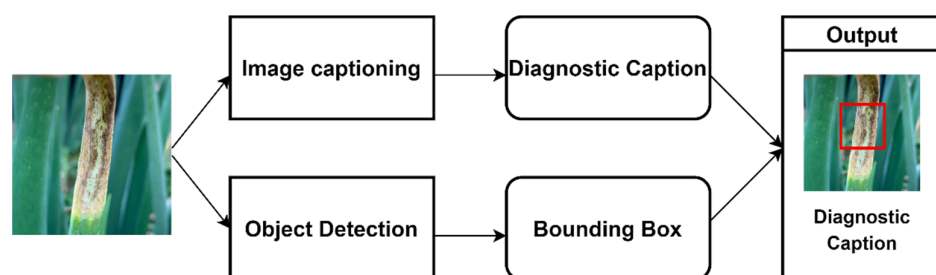 Image captioning
Diagnostic Caption
Object Detection
Bounding Box
Output
Diagnostic
Caption